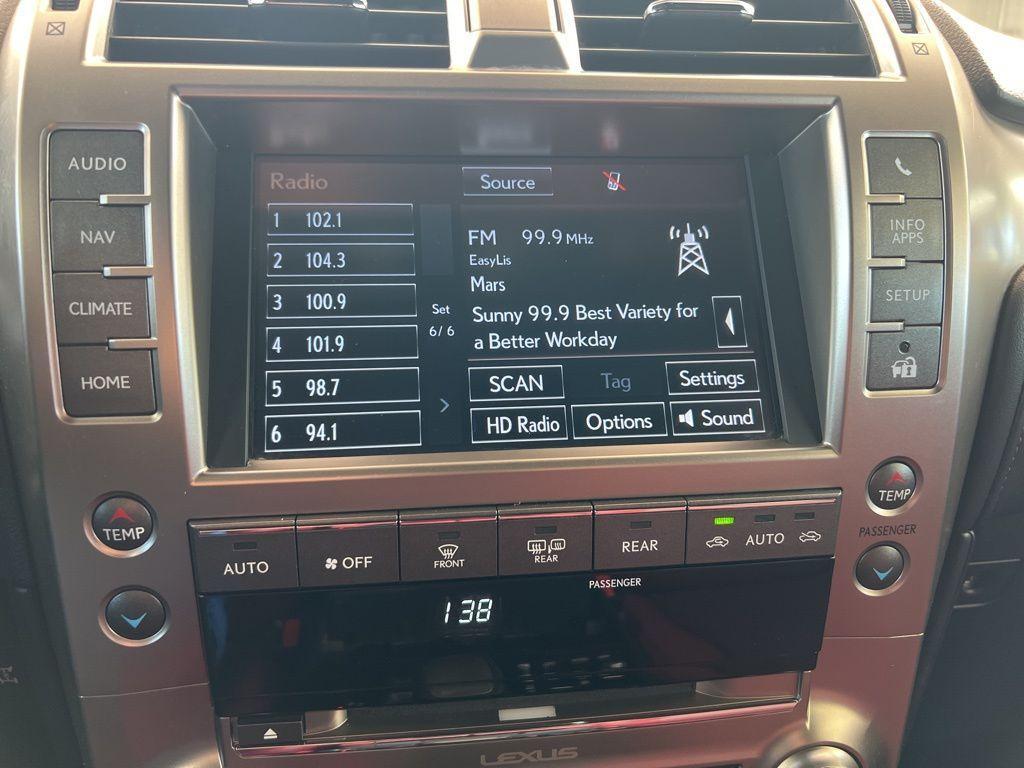 AUDIO
NAV
CLIMATE
HOME
Radio
Source
1 102.1
2 104.3
3 100.9
4 101.9
5 98.7
6 94.1
Set
6/6
FM 99.9 MHz
EasyLis
Mars
Sunny 99.9 Best Variety for
a Better Workday
SCAN
Tag
Settings
HD Radio
Options
Sound
INFO
APPS
SETUP
TEMP
TEMP
PASSENGER
AUTO
OFF
FRONT
REAR
REAR
AUTO
PASSENGER
138
LEXUS